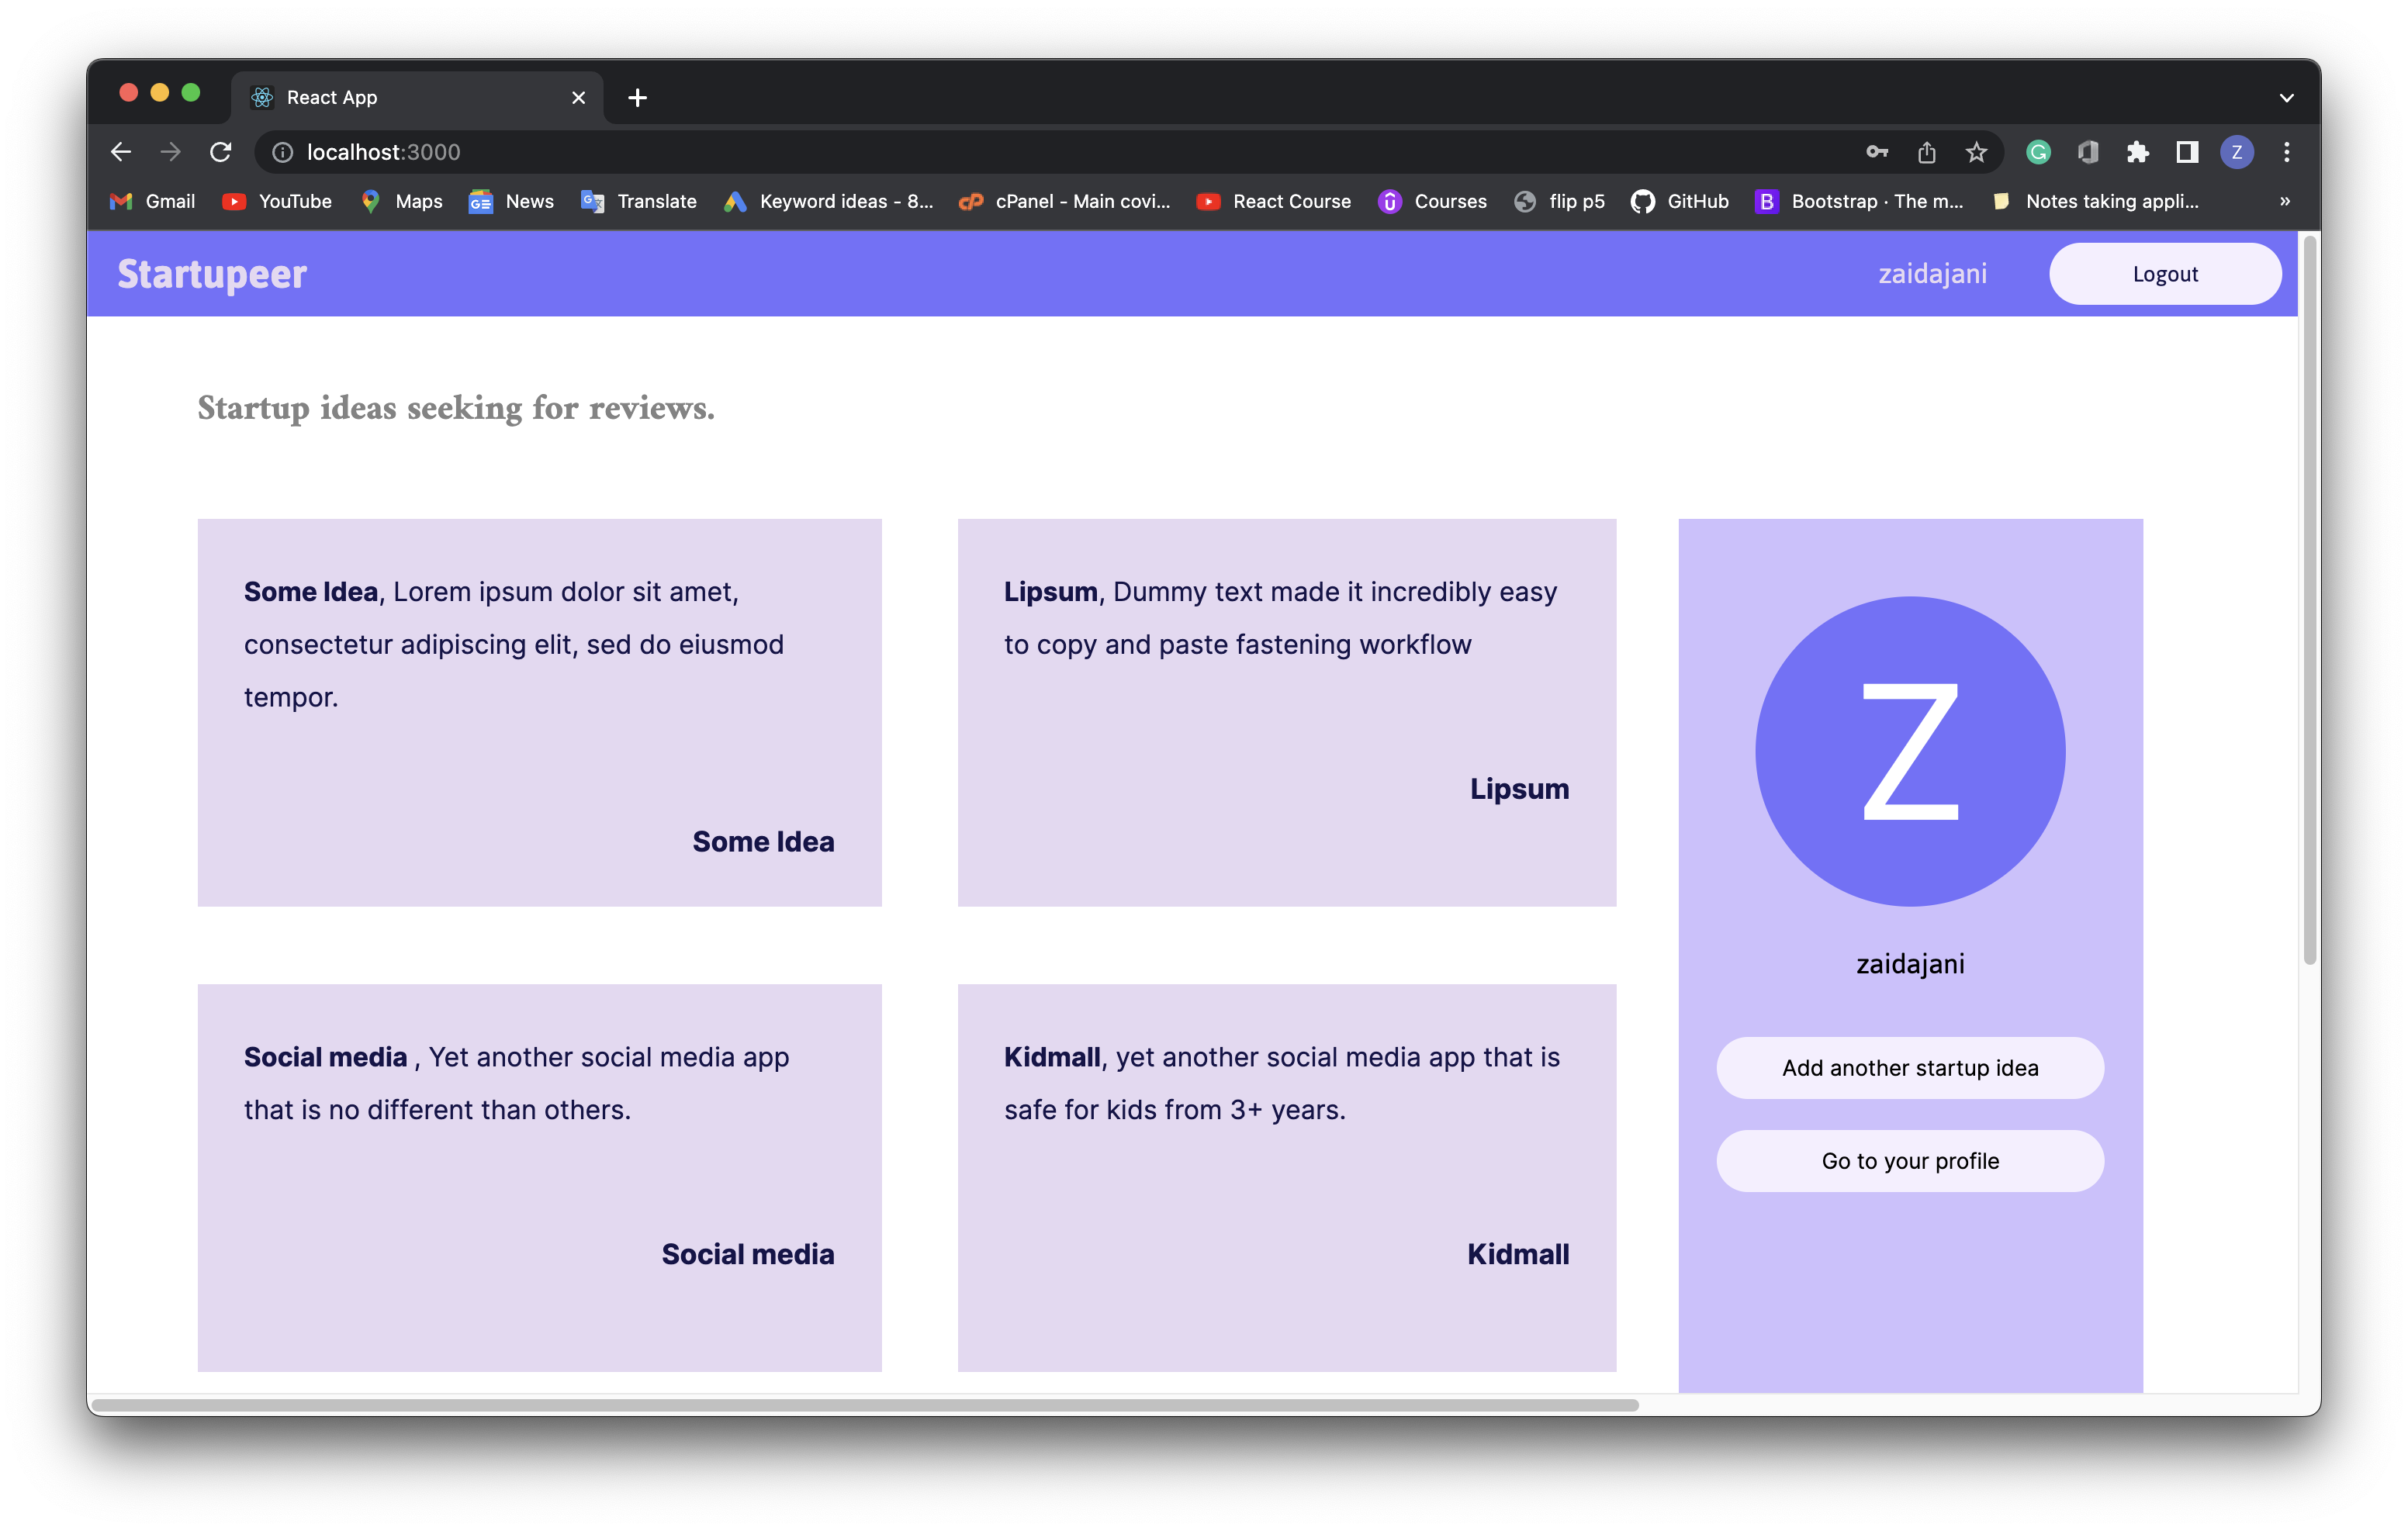 React App
localhost:3000
Z
Gmail YouTube Maps News Translate Keyword ideas - 8... cPanel - Main covi... React Course Courses flip p5 GitHub Bootstrap · The m... Notes taking appli... »
Startupeer zaidajani Logout
Startup ideas seeking for reviews.
Some Idea, Lorem ipsum dolor sit amet,
consectetur adipiscing elit, sed do eiusmod
tempor.
Some Idea
Lipsum, Dummy text made it incredibly easy
to copy and paste fastening workflow
Lipsum
Social media , Yet another social media app
that is no different than others.
Social media
Kidmall, yet another social media app that is
safe for kids from 3+ years.
Kidmall
Z
zaidajani
Add another startup idea
Go to your profile